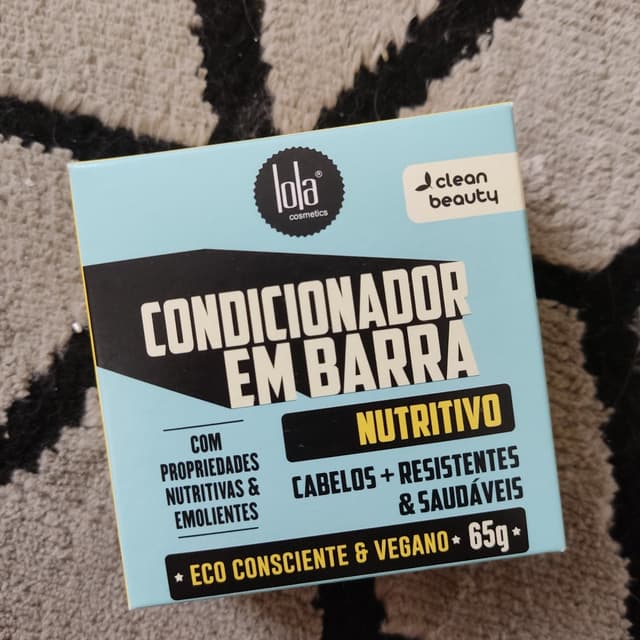 lola®
cosmetics
clean
beauty
CONDICIONADOR
EM BARRA
NUTRITIVO
COM
PROPRIEDADES
NUTRITIVAS &
EMOLIENTES
CABELOS + RESISTENTES
& SAUDÁVEIS
* ECO CONSCIENTE & VEGANO * 65g *